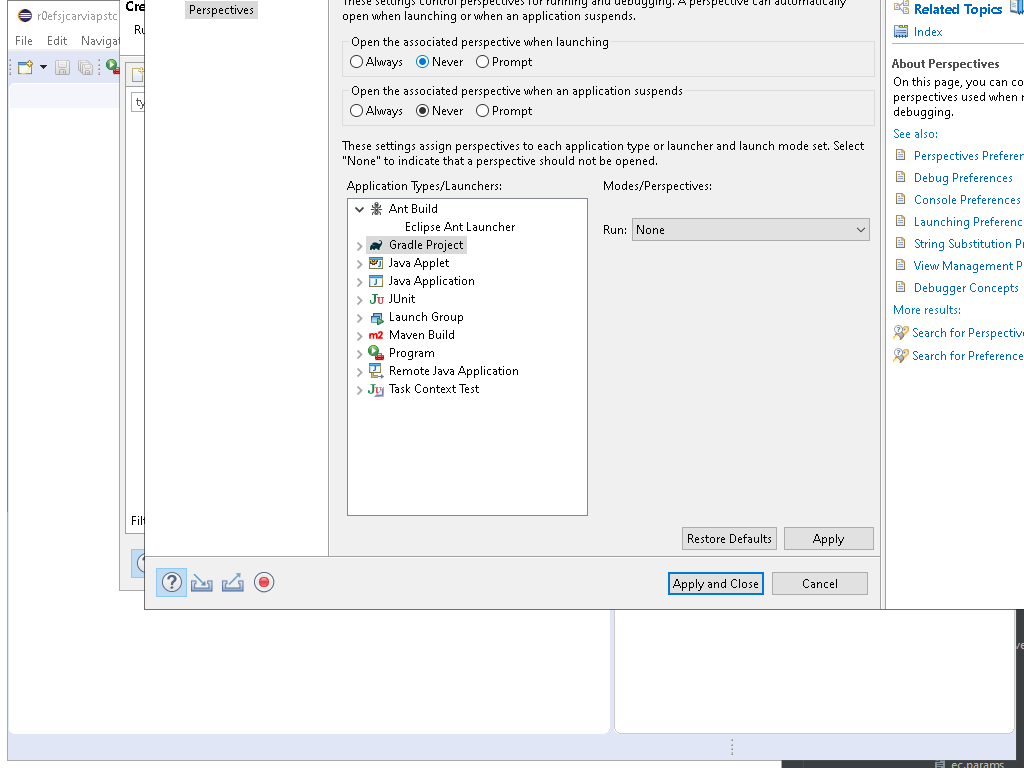 r0efsjcarviapstc
File Edit Navigat
Cre
Perspectives
These settings control perspectives for running and debugging. A perspective can automatically
open when launching or when an application suspends.
Open the associated perspective when launching
Always Never Prompt
Open the associated perspective when an application suspends
Always Never Prompt
These settings assign perspectives to each application type or launcher and launch mode set. Select
"None" to indicate that a perspective should not be opened.
Application Types/Launchers:
Ant Build
Eclipse Ant Launcher
Gradle Project
Java Applet
Java Application
JUnit
Launch Group
Maven Build
Program
Remote Java Application
Task Context Test
Modes/Perspectives:
Run: None
Restore Defaults Apply
Apply and Close Cancel
Related Topics
Index
About Perspectives
On this page, you can co
perspectives used when r
debugging.
See also:
Perspectives Preferen
Debug Preferences
Console Preferences
Launching Preferenc
String Substitution P
View Management P
Debugger Concepts
More results:
Search for Perspective
Search for Preference
ty
Filt
ec.params